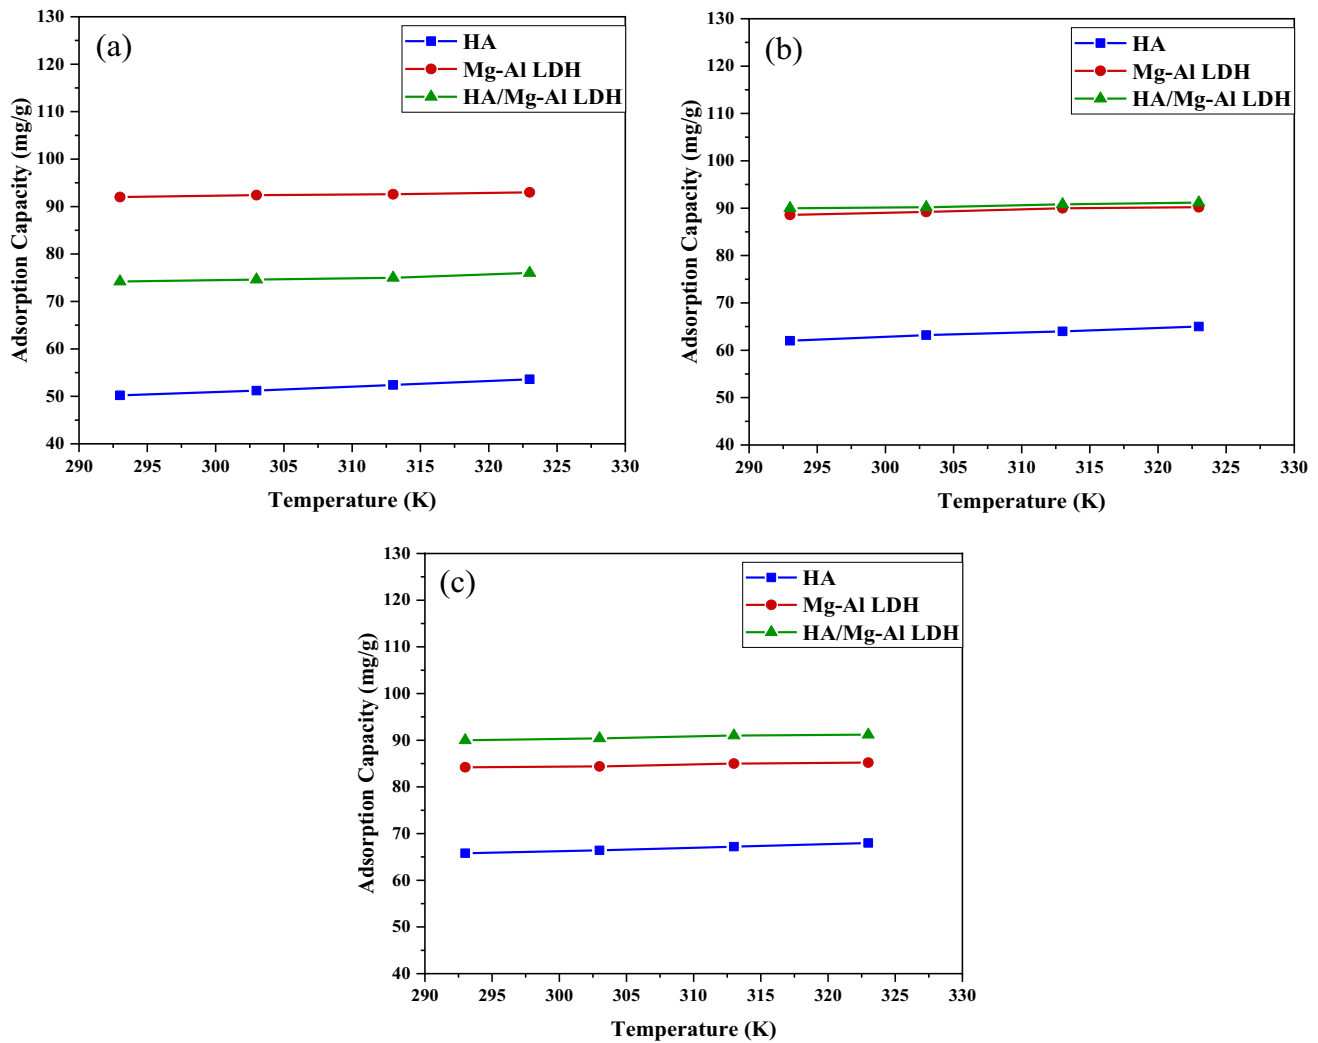 (a)
HA
Mg-Al LDH
HA/Mg-Al LDH
Adsorption Capacity (mg/g)
130
120
110
100
90
80
70
60
50
40
290 295 300 305 310 315 320 325 330
Temperature (K)
(b)
HA
Mg-Al LDH
HA/Mg-Al LDH
Adsorption Capacity (mg/g)
130
120
110
100
90
80
70
60
50
40
290 295 300 305 310 315 320 325 330
Temperature (K)
(c)
HA
Mg-Al LDH
HA/Mg-Al LDH
Adsorption Capacity (mg/g)
130
120
110
100
90
80
70
60
50
40
290 295 300 305 310 315 320 325 330
Temperature (K)